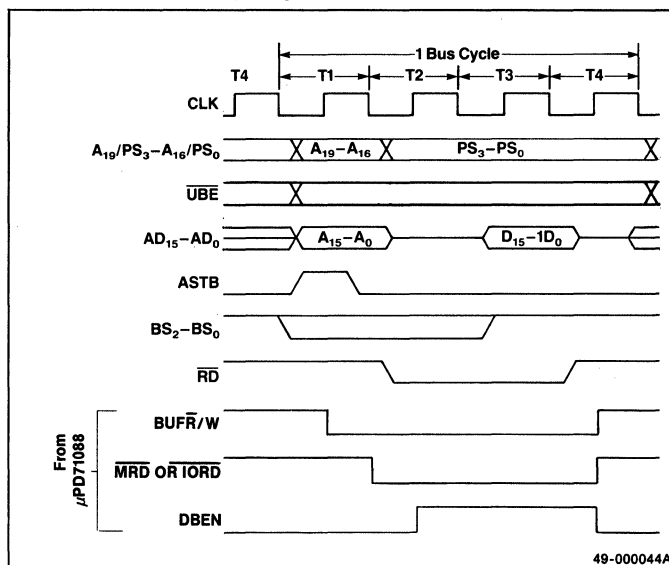 1 Bus Cycle
T4 T1 T2 T3 T4
CLK
A19/PS3–A16/PS0 A19–A16 PS3–PS0
UBE
AD15–AD0 A15–A0 D15–1D0
ASTB
BS2–BS0
RD
From
μPD71088
BUFR/W
MRD OR IORD
DBEN
49-000044A